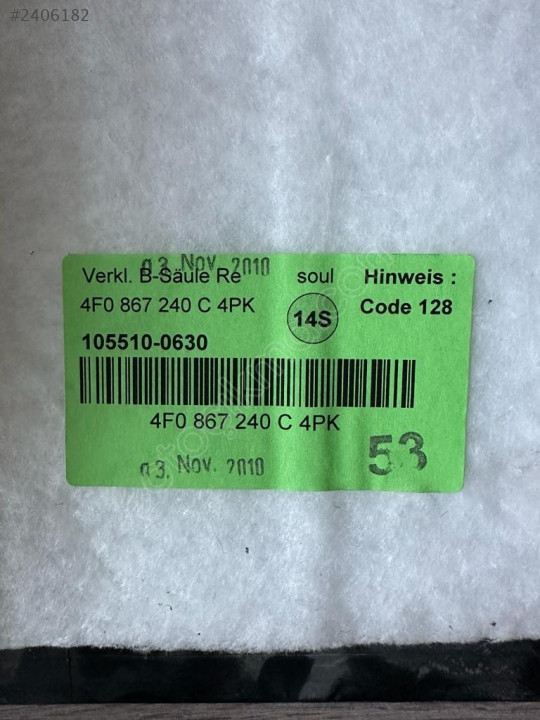 #2406182
03. Nov. 2010
Verkl. B-Säule Re soul Hinweis :
4F0 867 240 C 4PK 14S Code 128
105510-0630
4F0 867 240 C 4PK
03. Nov. 2010
53